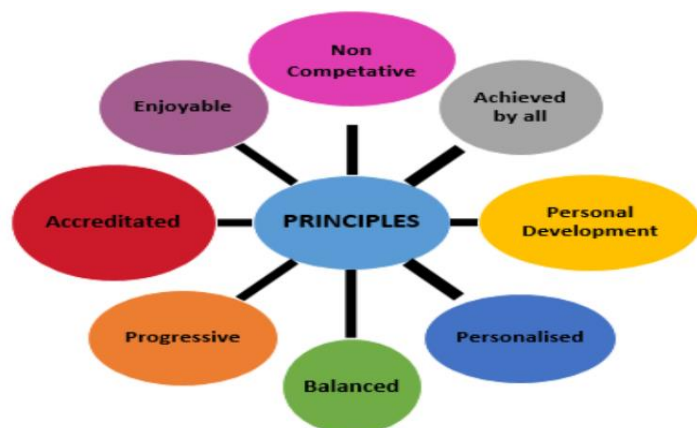 Non
Competative
Enjoyable
Achieved
by all
Accreditated
PRINCIPLES
Personal
Development
Progressive
Personalised
Balanced